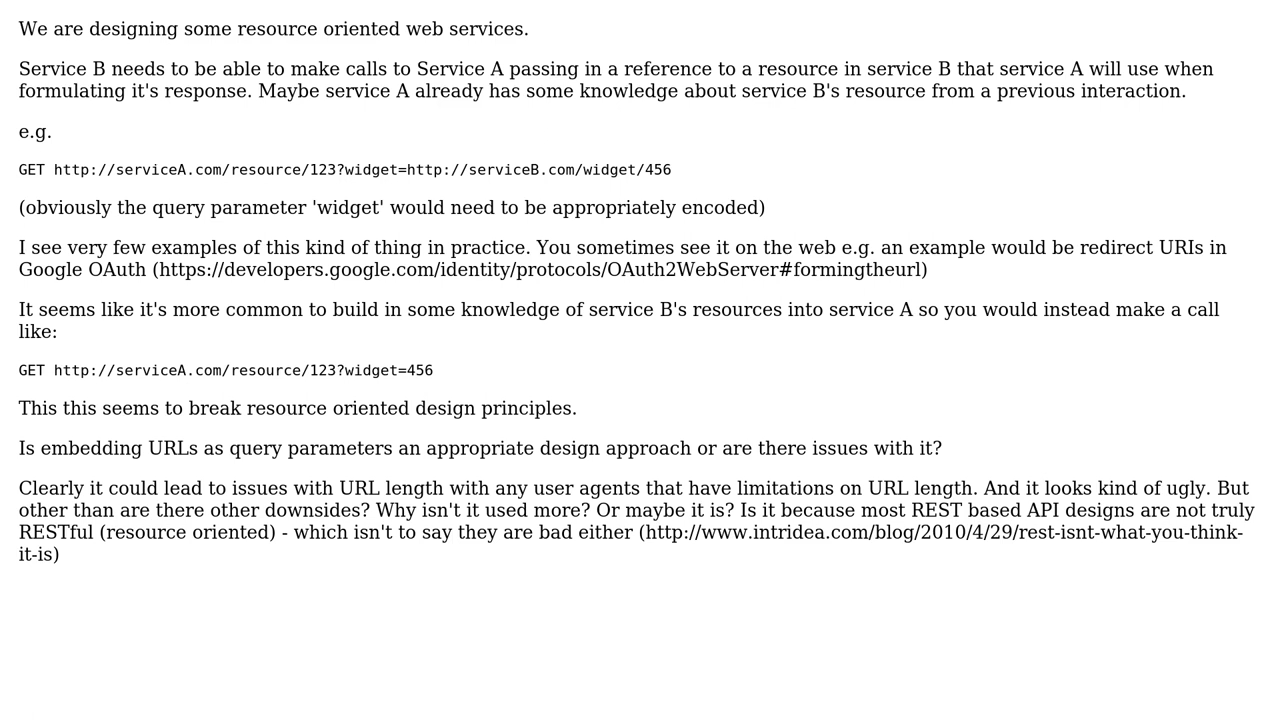 We are designing some resource oriented web services.
Service B needs to be able to make calls to Service A passing in a reference to a resource in service B that service A will use when
formulating it's response. Maybe service A already has some knowledge about service B's resource from a previous interaction.
e.g.
GET http://serviceA.com/resource/123?widget=http://serviceB.com/widget/456
(obviously the query parameter 'widget' would need to be appropriately encoded)
I see very few examples of this kind of thing in practice. You sometimes see it on the web e.g. an example would be redirect URIs in
Google OAuth (https://developers.google.com/identity/protocols/OAuth2WebServer#formingtheurl)
It seems like it's more common to build in some knowledge of service B's resources into service A so you would instead make a call
like:
GET http://serviceA.com/resource/123?widget=456
This this seems to break resource oriented design principles.
Is embedding URLs as query parameters an appropriate design approach or are there issues with it?
Clearly it could lead to issues with URL length with any user agents that have limitations on URL length. And it looks kind of ugly. But
other than are there other downsides? Why isn't it used more? Or maybe it is? Is it because most REST based API designs are not truly
RESTful (resource oriented) - which isn't to say they are bad either (http://www.intridea.com/blog/2010/4/29/rest-isnt-what-you-think-
it-is)